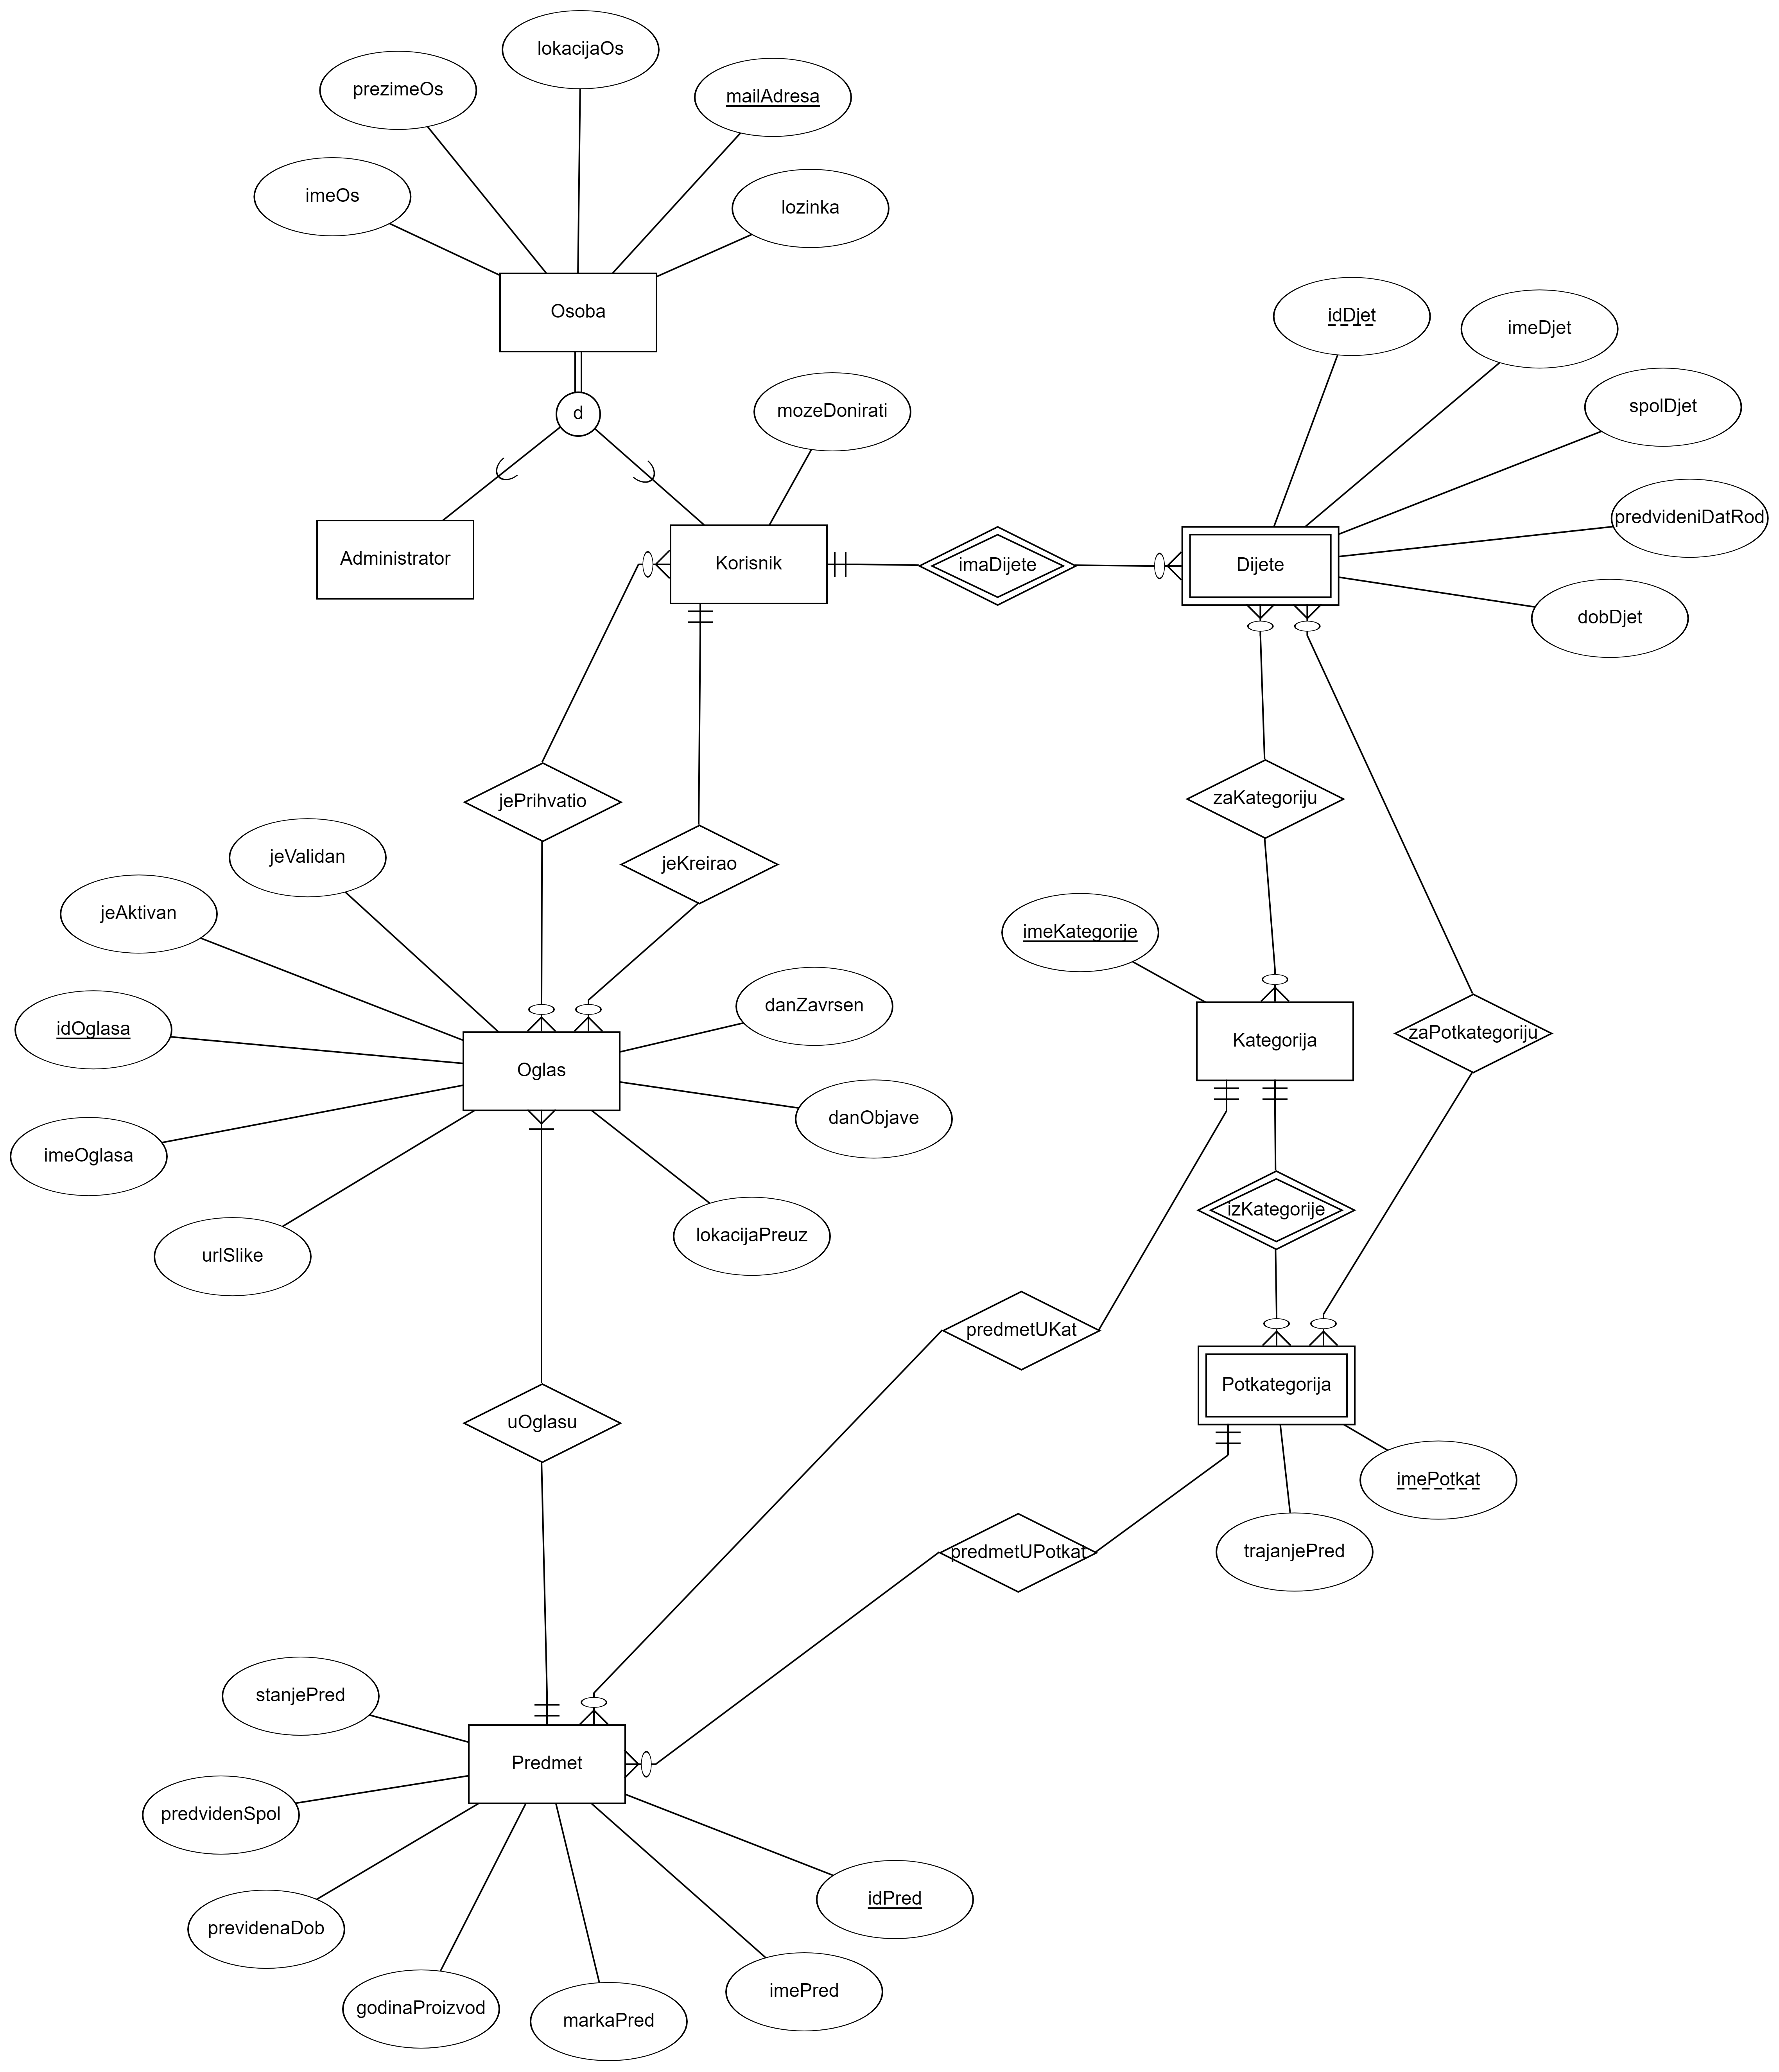 lokacijaOs
prezimeOs
mailAdresa
imeOs
lozinka
Osoba
idDjet
imeDjet
spolDjet
d
mozeDonirati
predvideniDatRod
Administrator
Korisnik
imaDijete
Dijete
dobDjet
jePrihvatio
zaKategoriju
jeValidan
jeKreirao
jeAktivan
imeKategorije
danZavrsen
idOglasa
zaPotkategoriju
Kategorija
Oglas
danObjave
imeOglasa
izKategorije
lokacijaPreuz
urlSlike
predmetUKat
Potkategorija
uOglasu
imePotkat
predmetUPotkat
trajanjePred
stanjePred
Predmet
predvidenSpol
idPred
previdenaDob
imePred
godinaProizvod
markaPred